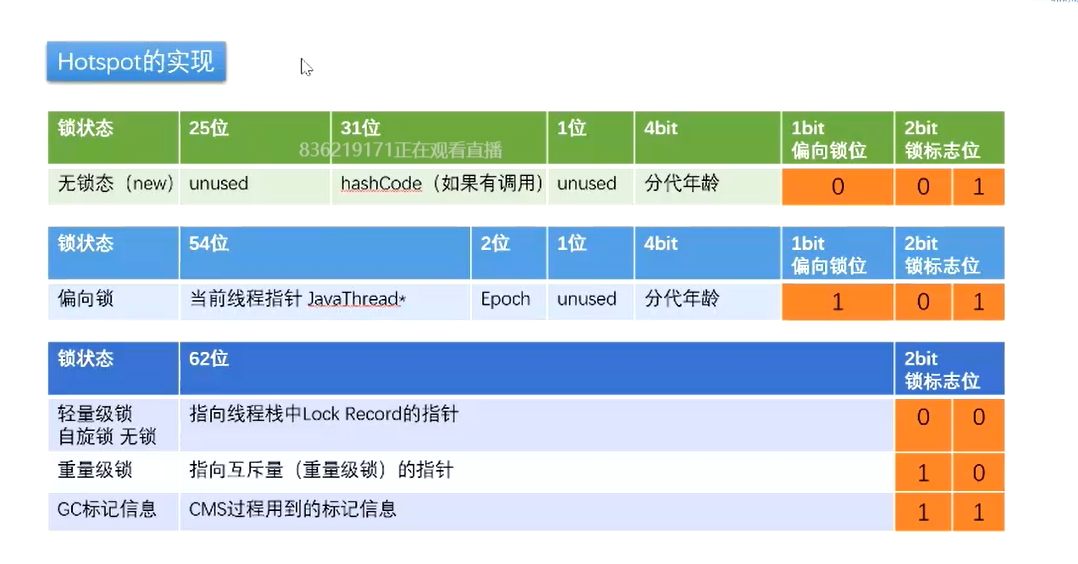 Hotspot的实现
锁状态 25位 31位 1位 4bit 1bit 2bit
偏向锁位 锁标志位
836219171正在观看直播
无锁态（new） unused hashCode（如果有调用） unused 分代年龄 0 0 1
锁状态 54位 2位 1位 4bit 1bit 2bit
偏向锁位 锁标志位
偏向锁 当前线程指针 JavaThread* Epoch unused 分代年龄 1 0 1
锁状态 62位 2bit
锁标志位
轻量级锁 指向线程栈中Lock Record的指针 0 0
自旋锁 无锁
重量级锁 指向互斥量（重量级锁）的指针 1 0
GC标记信息 CMS过程用到的标记信息 1 1